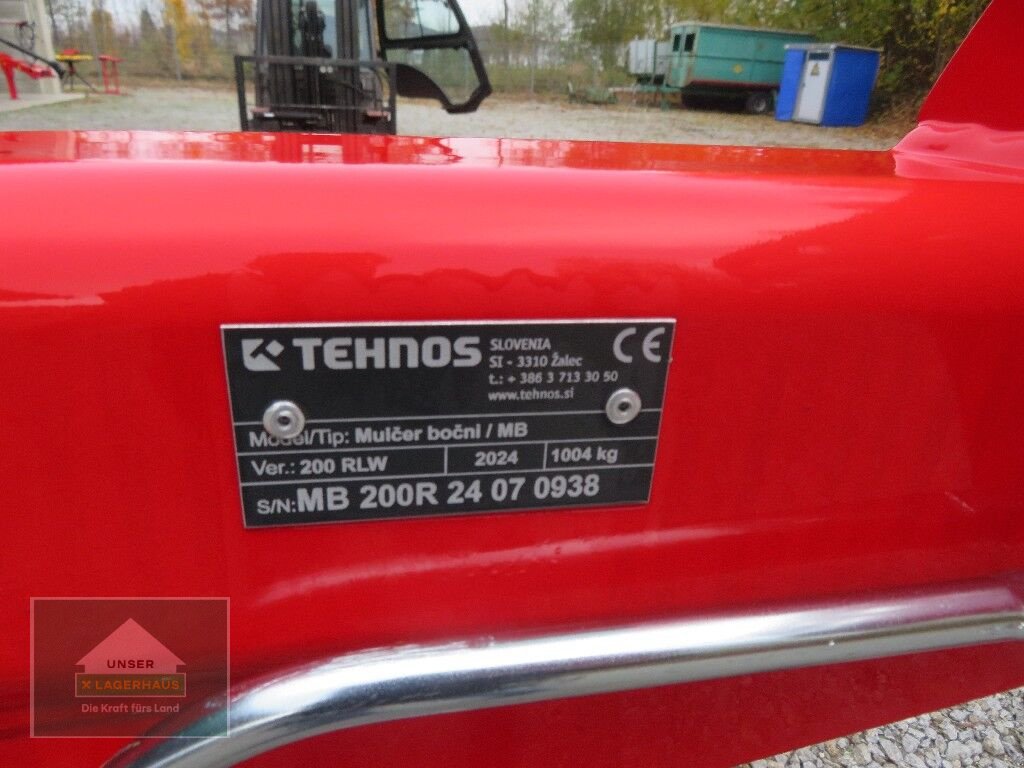 TEHNOS
SLOVENIA
SI - 3310 Žalec
t.: + 386 3 713 30 50
www.tehnos.si
CE
Model/Tip: Mulčer bočni / MB
Ver.: 200 RLW 2024 1004 kg
S/N: MB 200R 24 07 0938
UNSER
X LAGERHAUS
Die Kraft fürs Land